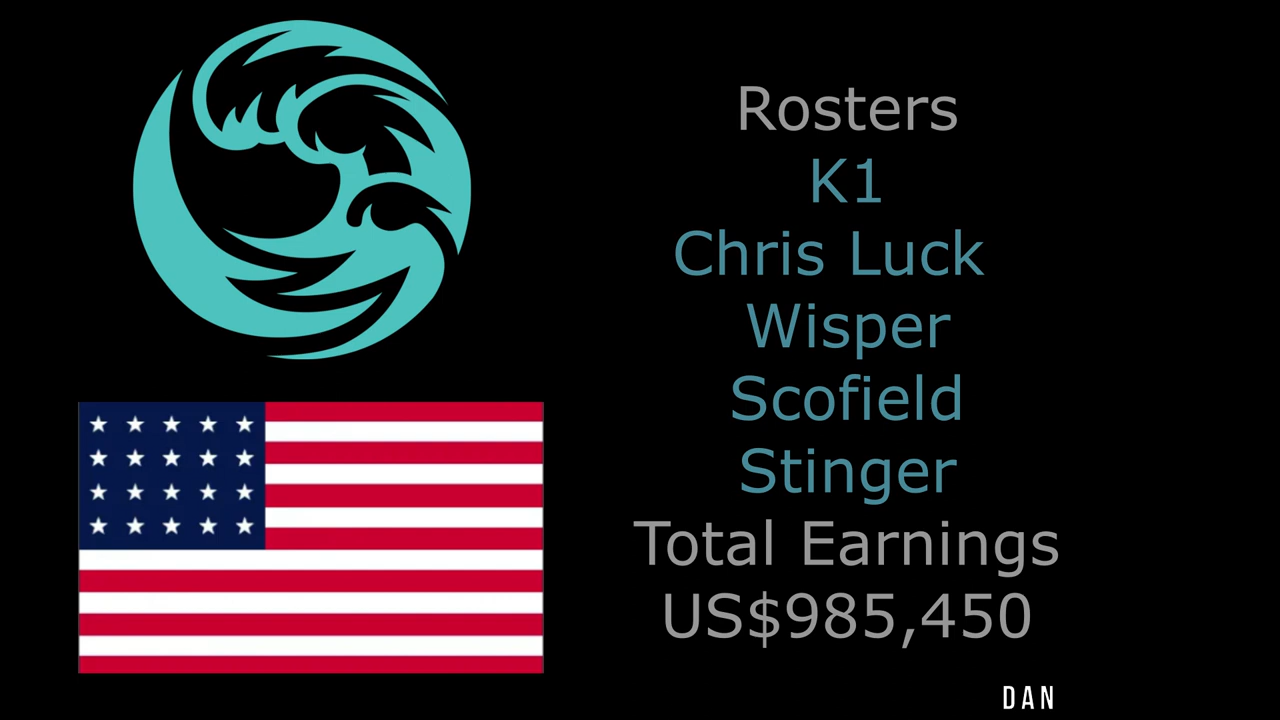 Rosters
K1
Chris Luck
Wisper
Scofield
Stinger
Total Earnings
US$985,450
DAN